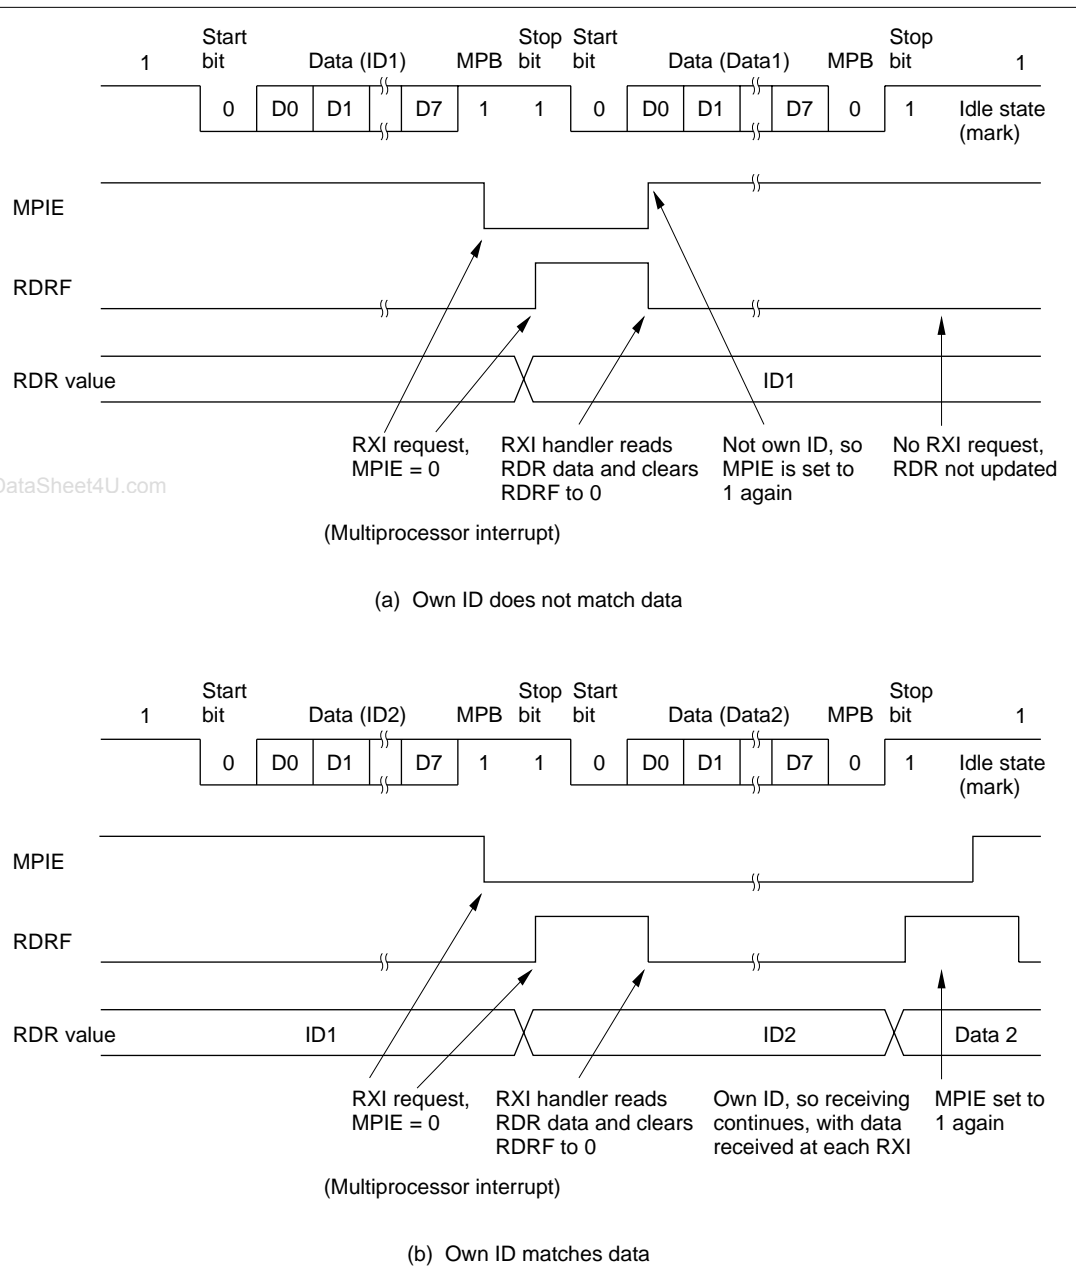 Start Stop Start Stop
1 bit Data (ID1) MPB bit bit Data (Data1) MPB bit 1
0 D0 D1 D7 1 1 0 D0 D1 D7 0 1 Idle state
(mark)
MPIE
RDRF
RDR value ID1
RXI request,
MPIE = 0
RXI handler reads
RDR data and clears
RDRF to 0
Not own ID, so
MPIE is set to
1 again
No RXI request,
RDR not updated
DataSheet4U.com
(Multiprocessor interrupt)
(a) Own ID does not match data
Start Stop Start Stop
1 bit Data (ID2) MPB bit bit Data (Data2) MPB bit 1
0 D0 D1 D7 1 1 0 D0 D1 D7 0 1 Idle state
(mark)
MPIE
RDRF
RDR value ID1 ID2 Data 2
RXI request,
MPIE = 0
RXI handler reads
RDR data and clears
RDRF to 0
Own ID, so receiving
continues, with data
received at each RXI
MPIE set to
1 again
(Multiprocessor interrupt)
(b) Own ID matches data